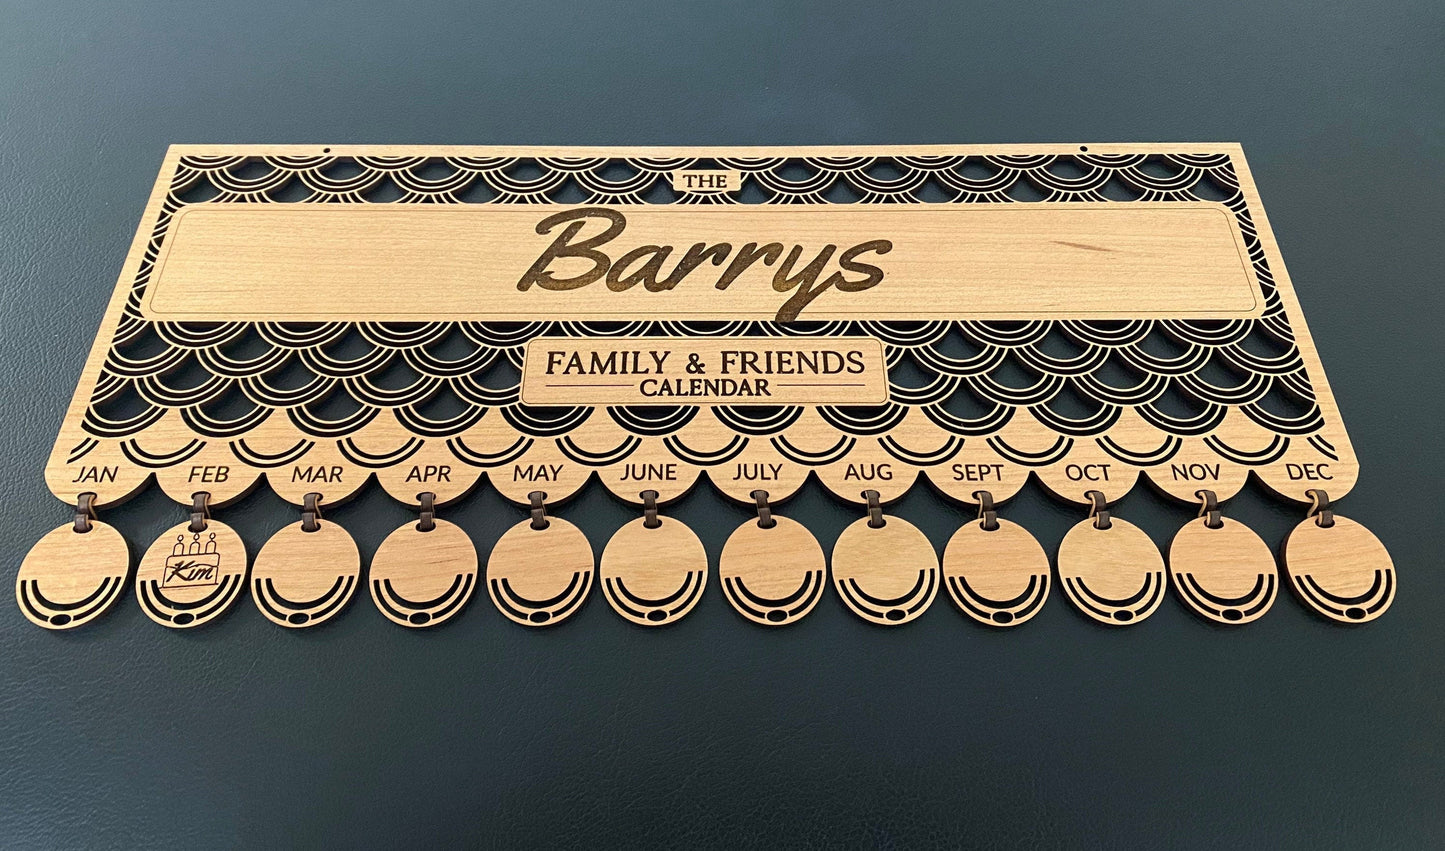 THE
Barrys
FAMILY & FRIENDS
CALENDAR
JAN FEB MAR APR MAY JUNE JULY AUG SEPT OCT NOV DEC
Kim